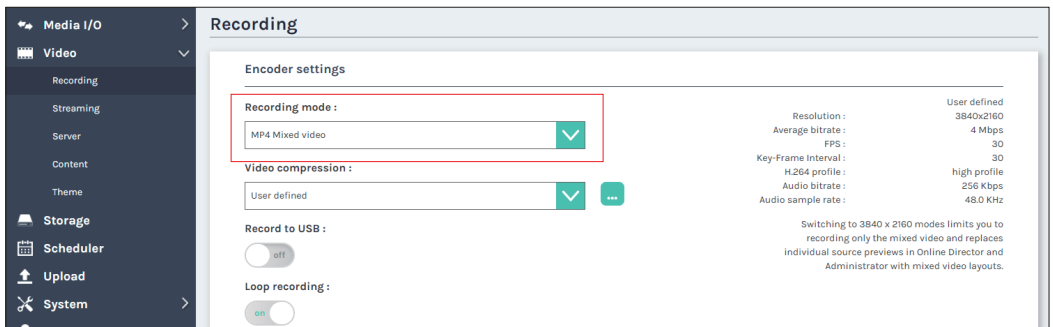 Media I/O
Video
Recording
Streaming
Server
Content
Theme
Storage
Scheduler
Upload
System
Recording
Encoder settings
Recording mode :
MP4 Mixed video
Video compression :
User defined
...
Record to USB :
off
Loop recording :
on
User defined
Resolution : 3840x2160
Average bitrate : 4 Mbps
FPS : 30
Key-Frame Interval : 30
H.264 profile : high profile
Audio bitrate : 256 Kbps
Audio sample rate : 48.0 KHz
Switching to 3840 x 2160 modes limits you to
recording only the mixed video and replaces
individual source previews in Online Director and
Administrator with mixed video layouts.